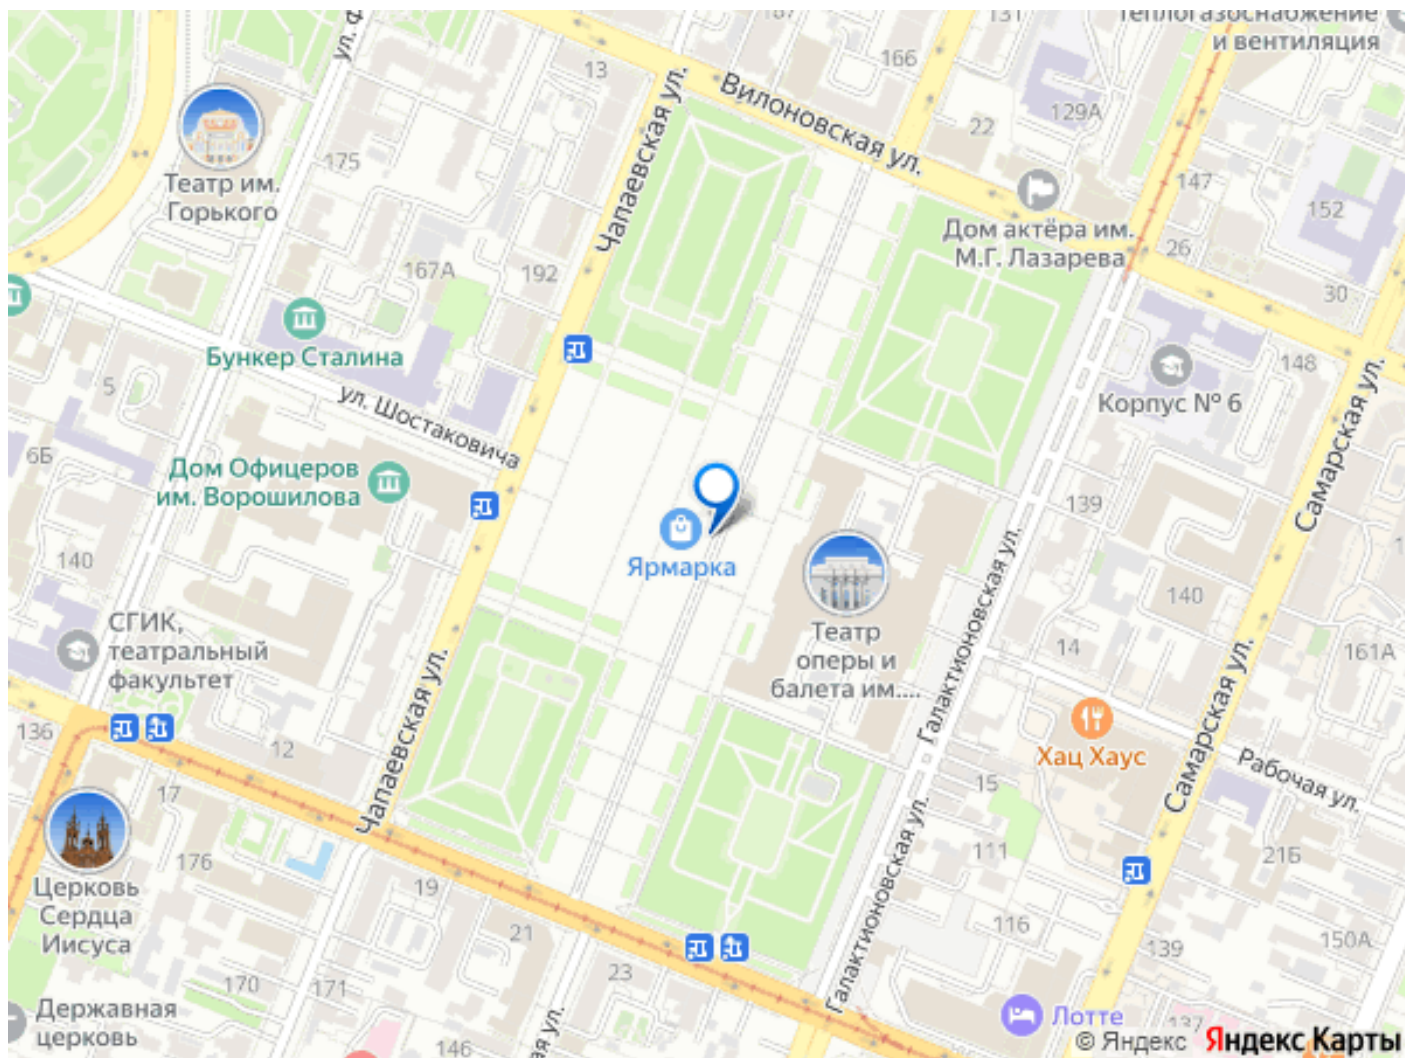 187
131
Теплогазоснабжение
и вентиляция
166
13
Вилоновская ул.
129А
22
Чапаевская ул.
175
Театр им.
Горького
147
152
Дом актёра им.
М.Г. Лазарева
26
167А
192
30
Бункер Сталина
148
5
ул. Шостаковича
Корпус № 6
Самарская ул.
6Б
Дом Офицеров
им. Ворошилова
139
Ярмарка
140
140
Галактионовская ул.
СГИК,
театральный
факультет
Театр
оперы и
балета им....
14
161А
Чапаевская ул.
136
12
Хац Хаус
Самарская ул.
Рабочая ул.
15
17
176
111
21Б
Церковь
Сердца
Иисуса
19
Галактионовская ул.
21
116
139
150А
23
170
171
Державная
церковь
Лотте
137
146
© Яндекс Яндекс Карты